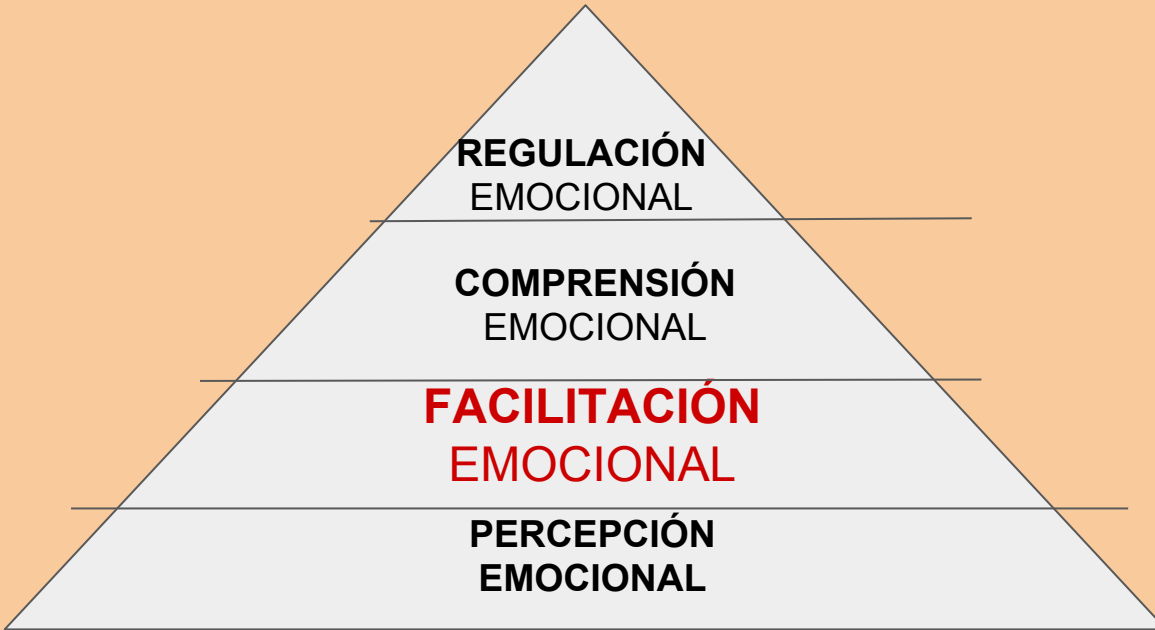 REGULACIÓN
EMOCIONAL
COMPRENSIÓN
EMOCIONAL
FACILITACIÓN
EMOCIONAL
PERCEPCIÓN
EMOCIONAL